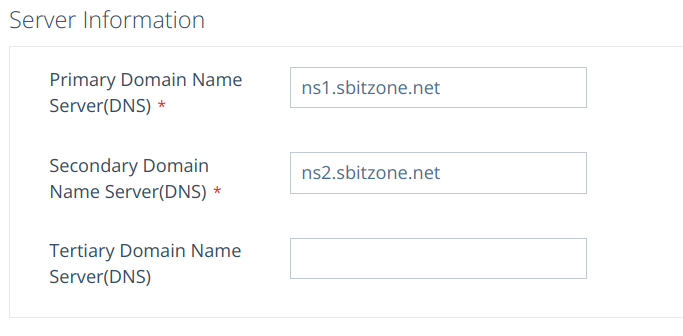 Server Information
Primary Domain Name
Server(DNS) *
ns1.sbitzone.net
Secondary Domain
Name Server(DNS) *
ns2.sbitzone.net
Tertiary Domain Name
Server(DNS)